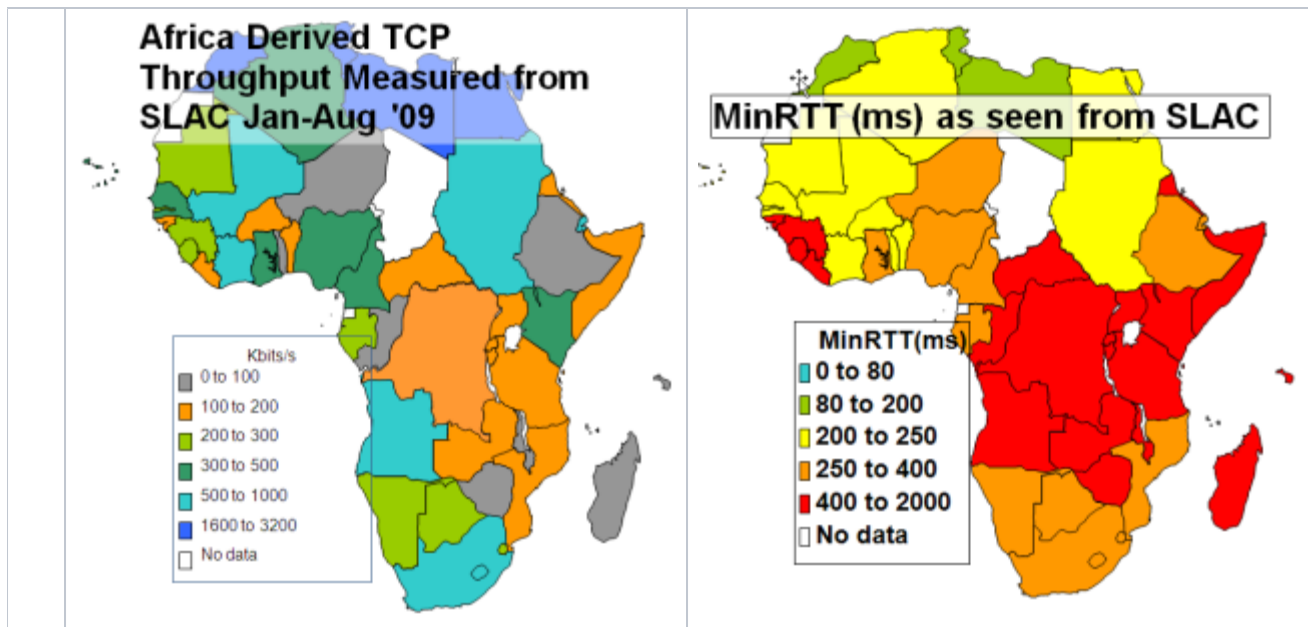 Africa Derived TCP
Throughput Measured from
SLAC Jan-Aug '09
Kbits/s
0 to 100
100 to 200
200 to 300
300 to 500
500 to 1000
1600 to 3200
No data
MinRTT (ms) as seen from SLAC
MinRTT(ms)
0 to 80
80 to 200
200 to 250
250 to 400
400 to 2000
No data